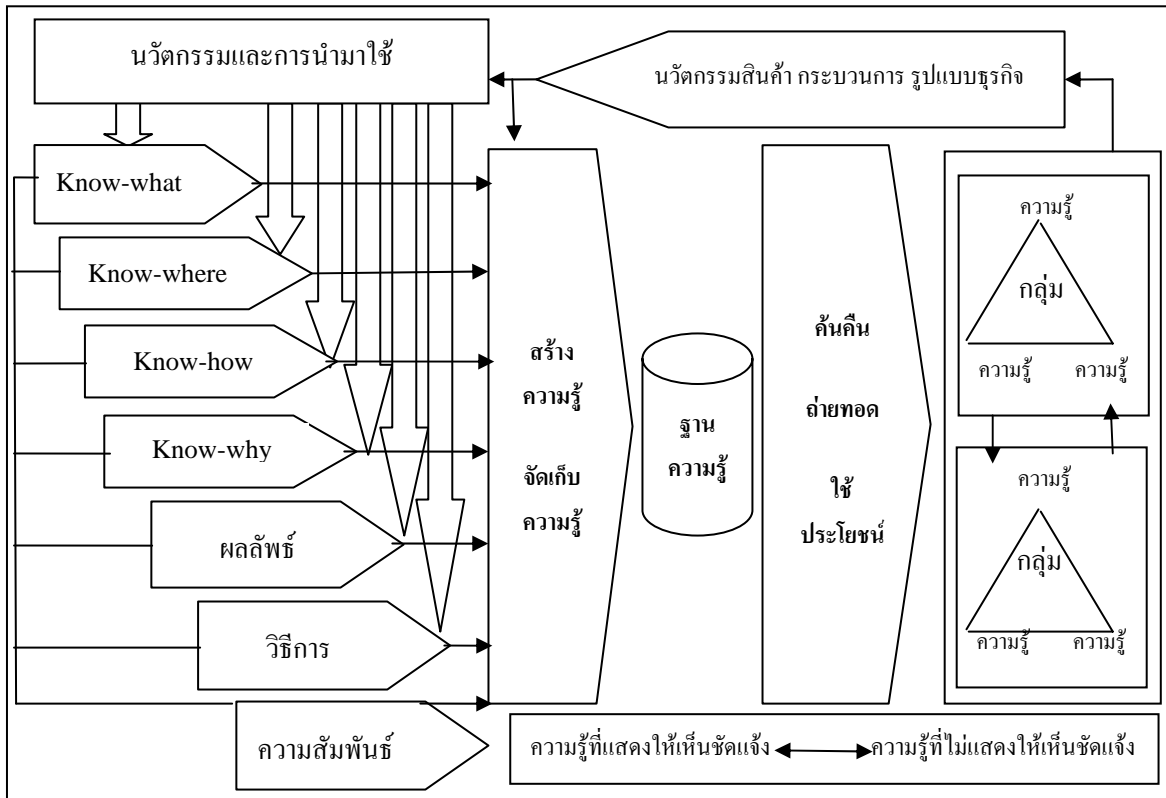 นวัตกรรมและการนำมาใช้
นวัตกรรมสินค้า กระบวนการ รูปแบบธุรกิจ
Know-what
Know-where
Know-how
Know-why
ผลลัพธ์
วิธีการ
ความสัมพันธ์
สร้าง
ความรู้
จัดเก็บ
ความรู้
ฐาน
ความรู้
ค้นคืน
ถ่ายทอด
ใช้
ประโยชน์
ความรู้
กลุ่ม
ความรู้ ความรู้
ความรู้
กลุ่ม
ความรู้ ความรู้
ความรู้ที่แสดงให้เห็นชัดแจ้ง ความรู้ที่ไม่แสดงให้เห็นชัดแจ้ง